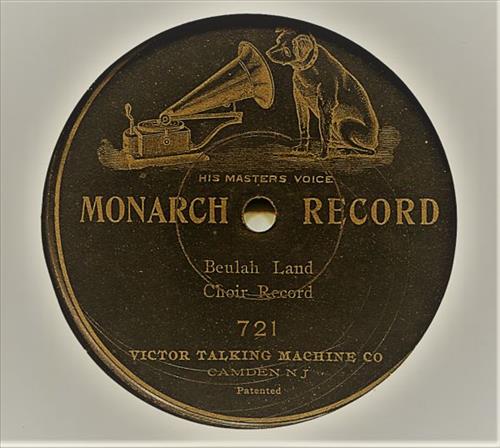 HIS MASTERS VOICE
MONARCH RECORD
Beulah Land
Choir Record
721
VICTOR TALKING MACHINE CO
CAMDEN N J
Patented